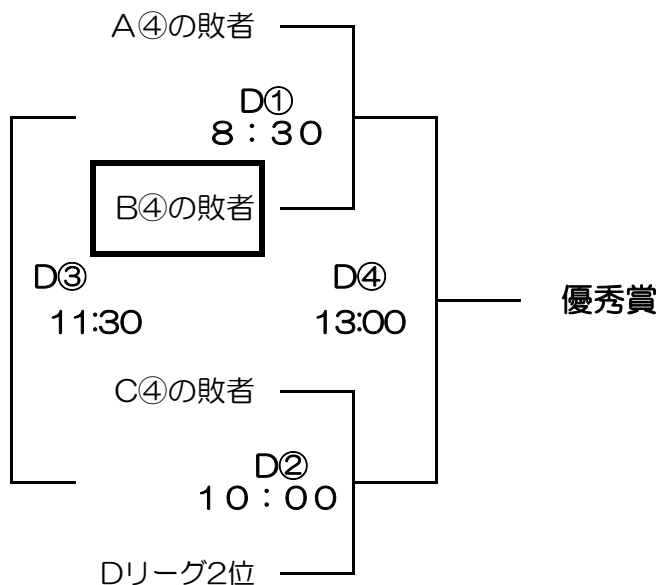 A④の敗者
D①
8：30
B④の敗者
D③
11:30
D④
13:00
優秀賞
C④の敗者
D②
10：00
Dリーグ2位